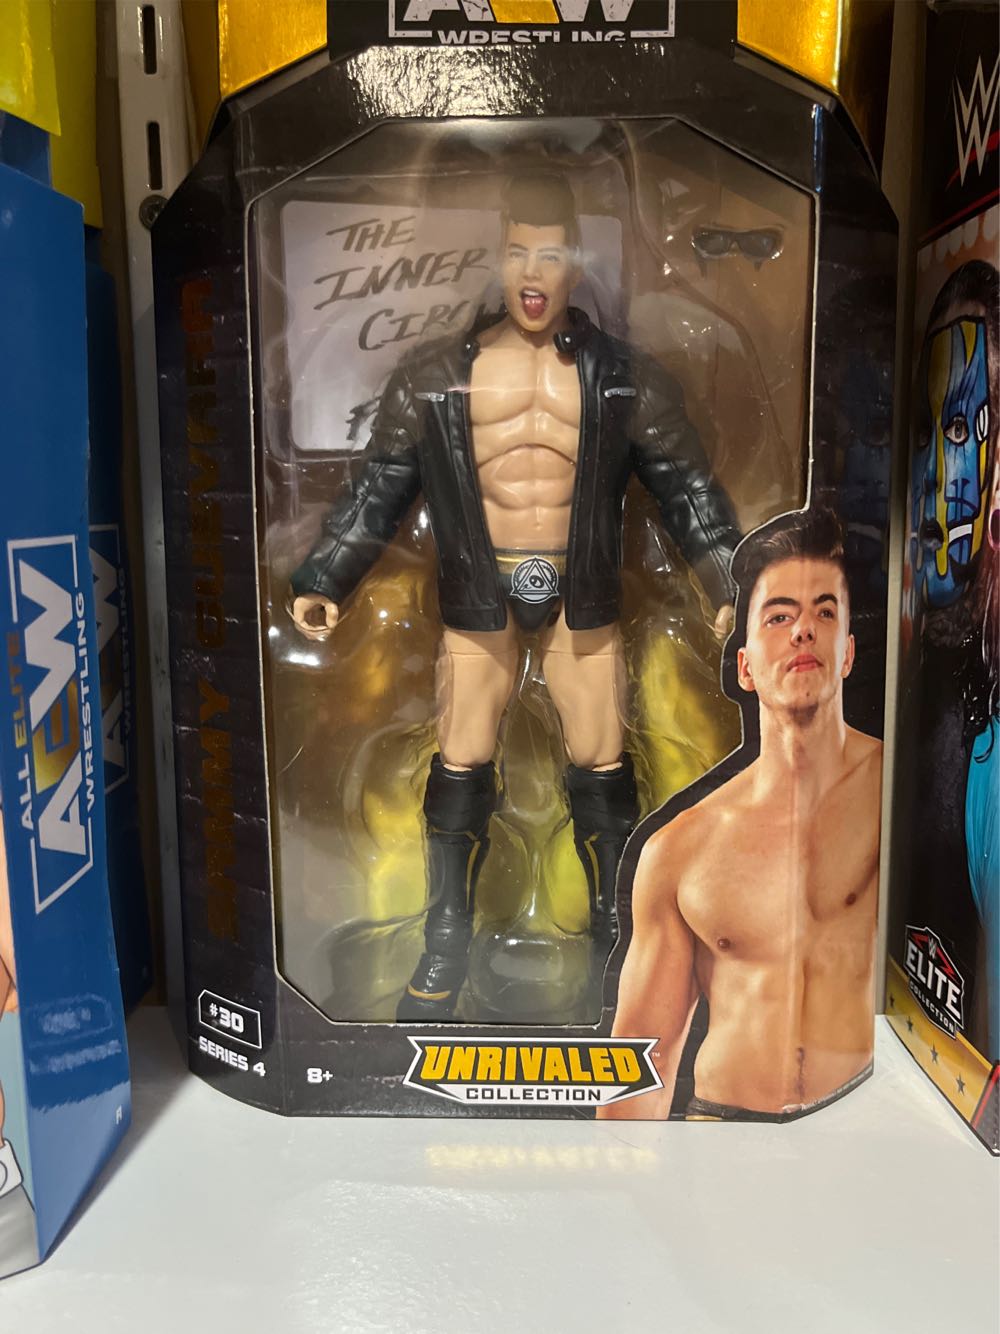 AEW
WRESTLING
THE
INNER
SAMMY GUEVARA
#30
SERIES 4
8+
UNRIVALED
COLLECTION
ALL ELITE
AEW
WRESTLING
WRESTLING
W
W
ELITE
COLLECTION